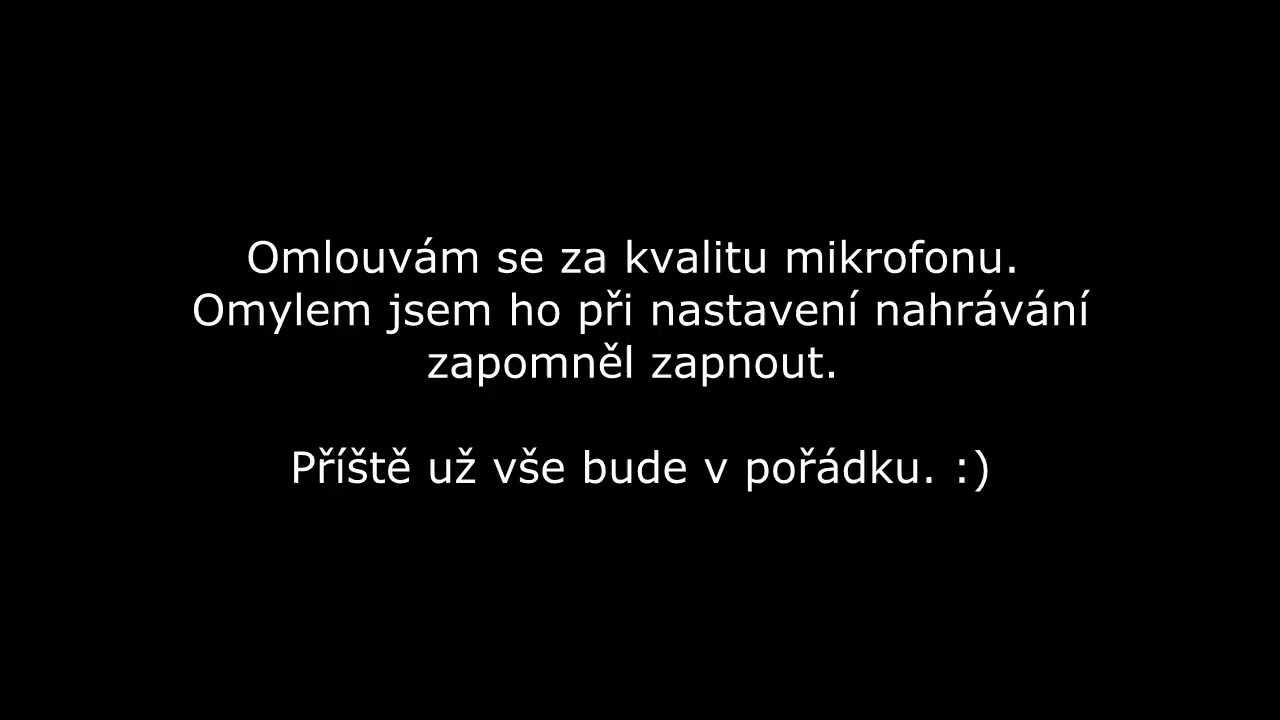 Omlouvám se za kvalitu mikrofonu.
Omylem jsem ho při nastavení nahrávání
zapomněl zapnout.
Příště už vše bude v pořádku. :)